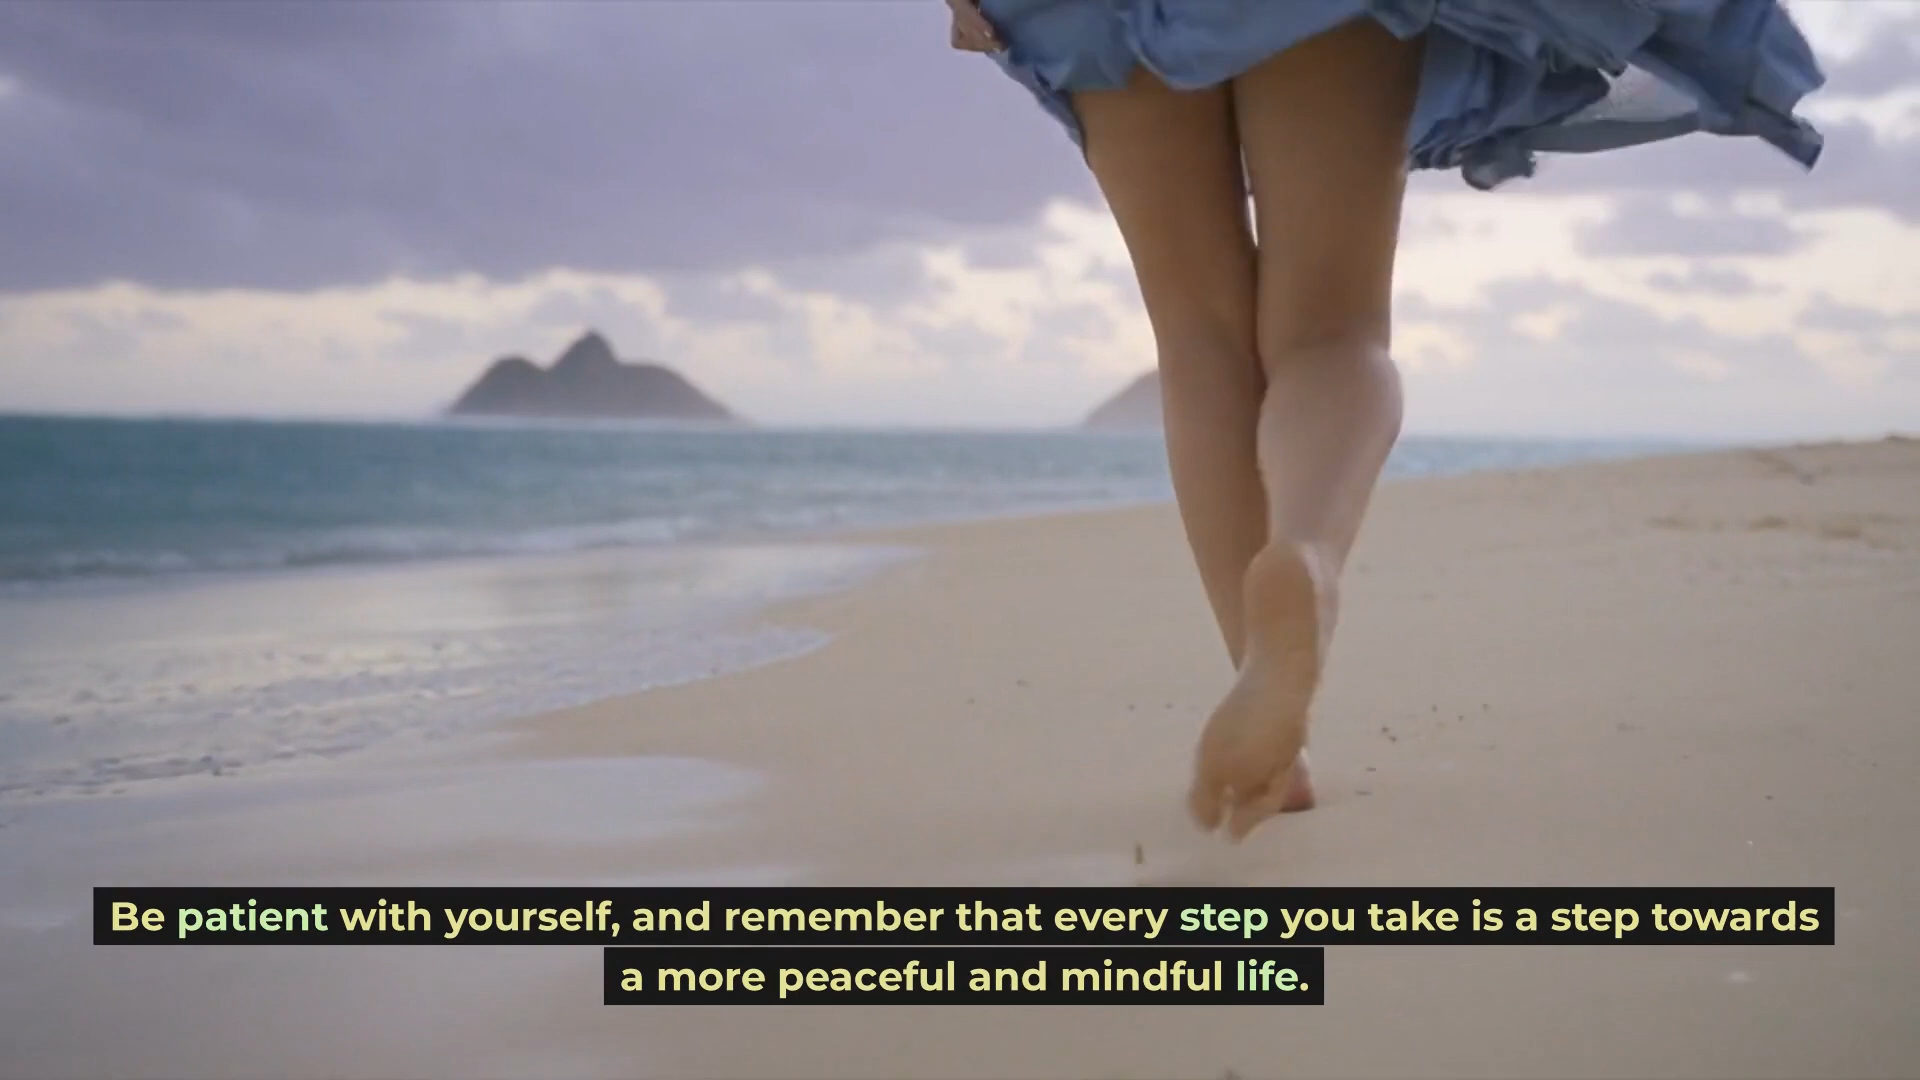 Be patient with yourself, and remember that every step you take is a step towards
a more peaceful and mindful life.